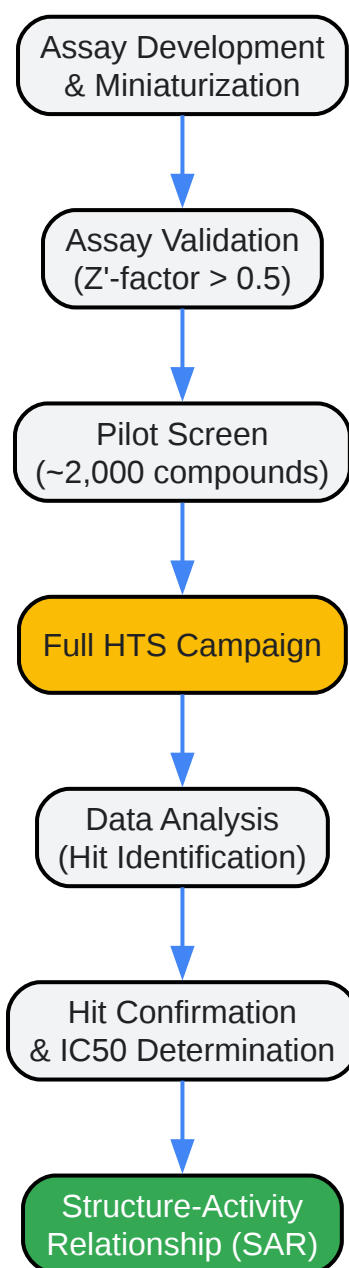 Assay Development
& Miniaturization
Assay Validation
(Z'-factor > 0.5)
Pilot Screen
(~2,000 compounds)
Full HTS Campaign
Data Analysis
(Hit Identification)
Hit Confirmation
& IC50 Determination
Structure-Activity
Relationship (SAR)